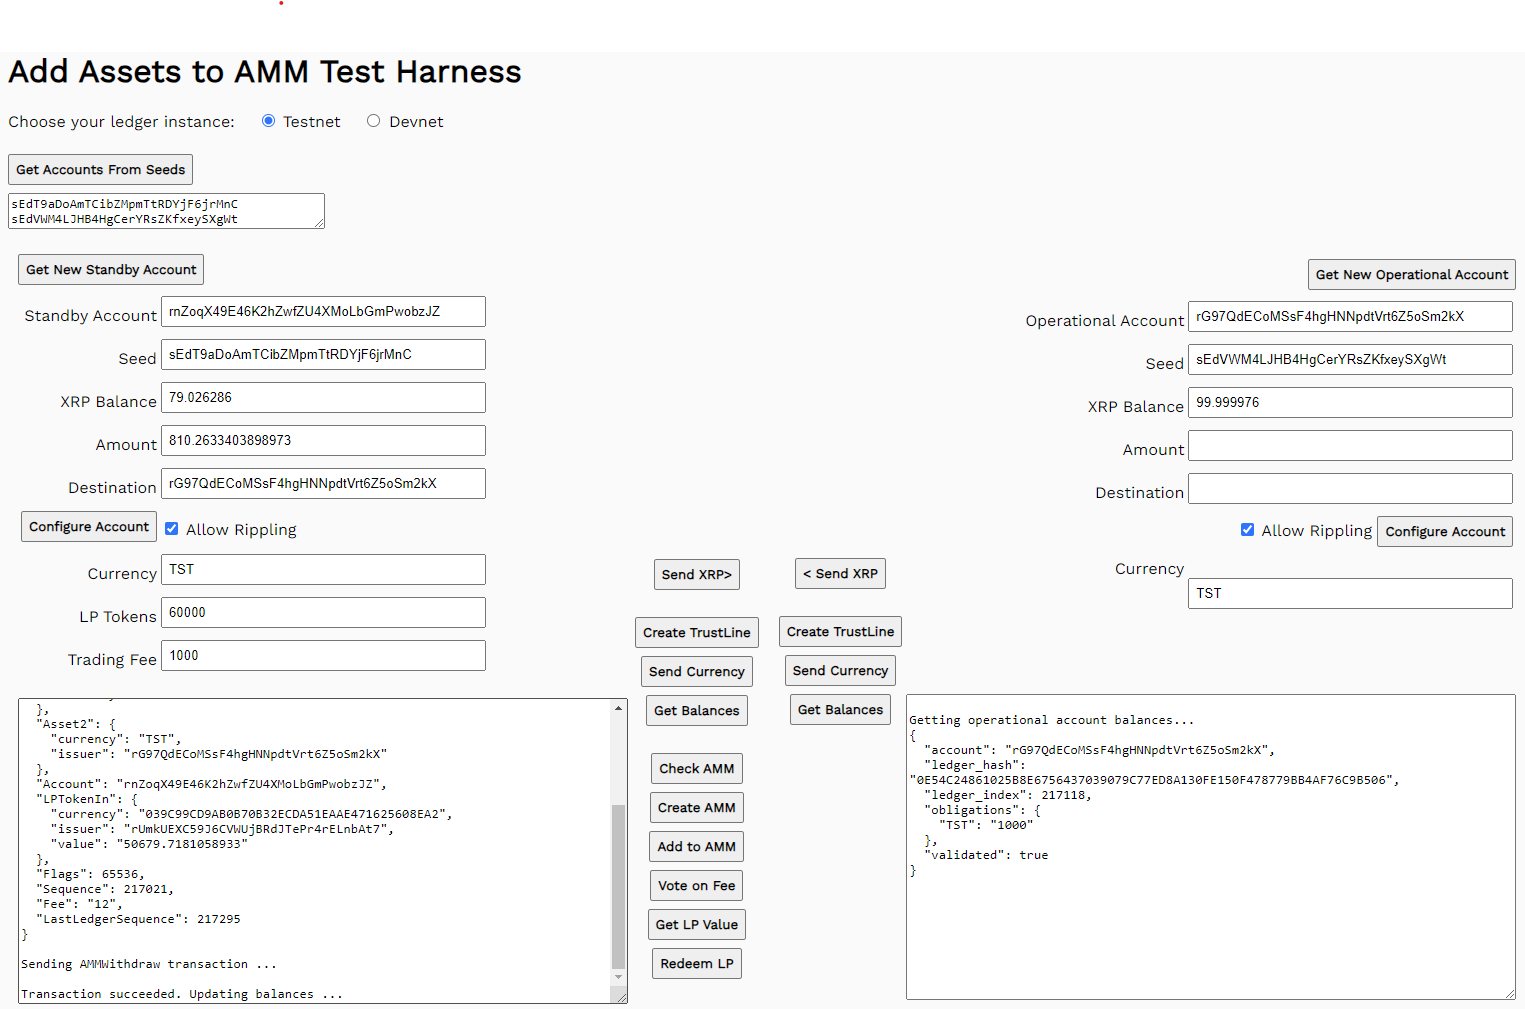 Add Assets to AMM Test Harness
Choose your ledger instance: Testnet Devnet
Get Accounts From Seeds
sEdT9aDoAmTCibZMpmTtRDYjF6jrMnC
sEdVWM4LJHB4HgCerYRsZKfxeySXgWt
Get New Standby Account
Standby Account rnZoqX49E46K2hZwfZU4XMoLbGmPwobzJZ
Seed sEdT9aDoAmTCibZMpmTtRDYjF6jrMnC
XRP Balance 79.026286
Amount 810.2633403898973
Destination rG97QdECoMSsF4hgHNNpdtVrt6Z5oSm2kX
Configure Account Allow Rippling
Currency TST
LP Tokens 60000
Trading Fee 1000
},
"Asset2": {
"currency": "TST",
"issuer": "rG97QdECoMSsF4hgHNNpdtVrt6Z5oSm2kX"
},
"Account": "rnZoqX49E46K2hZwfZU4XMoLbGmPwobzJZ",
"LPTokenIn": {
"currency": "039C99CD9AB0B70B32ECDA51EAAE471625608EA2",
"issuer": "rUmkUEXC59J6CVWUjBRdJTePr4rELnbAt7",
"value": "50679.7181058933"
},
"Flags": 65536,
"Sequence": 217021,
"Fee": "12",
"LastLedgerSequence": 217295
}
Sending AMMWithdraw transaction ...
Transaction succeeded. Updating balances ...
Send XRP>
Create TrustLine
Send Currency
Get Balances
Check AMM
Create AMM
Add to AMM
Vote on Fee
Get LP Value
Redeem LP
< Send XRP
Create TrustLine
Send Currency
Get Balances
Get New Operational Account
Operational Account rG97QdECoMSsF4hgHNNpdtVrt6Z5oSm2kX
Seed sEdVWM4LJHB4HgCerYRsZKfxeySXgWt
XRP Balance 99.999976
Amount
Destination
Allow Rippling Configure Account
Currency
TST
Getting operational account balances...
{
"account": "rG97QdECoMSsF4hgHNNpdtVrt6Z5oSm2kX",
"ledger_hash":
"0E54C24861025B8E6756437039079C77ED8A130FE150F478779BB4AF76C9B506",
"ledger_index": 217118,
"obligations": {
"TST": "1000"
},
"validated": true
}